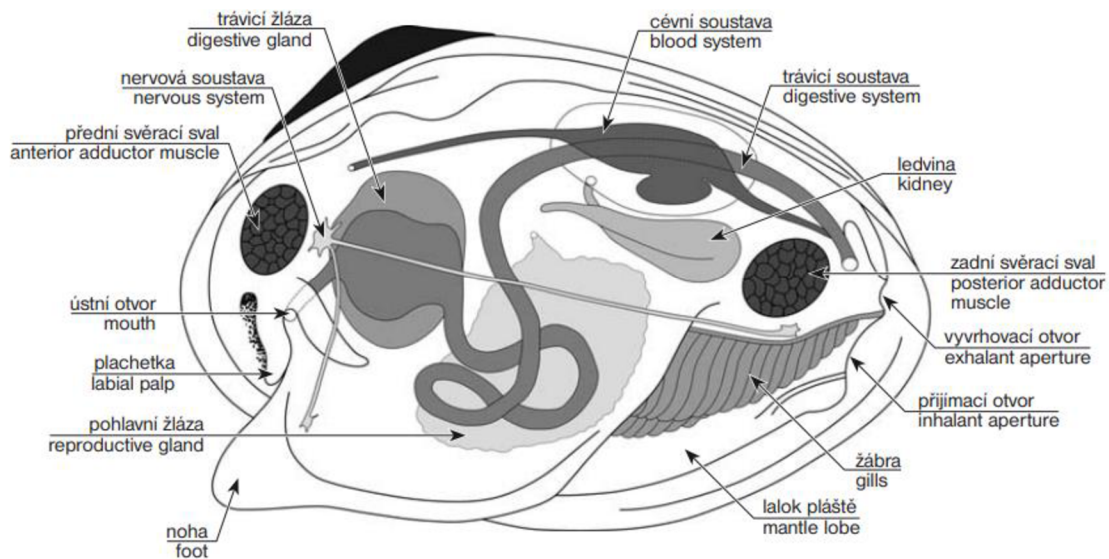 trávicí žláza
digestive gland
nervová soustava
nervous system
přední svěrací sval
anterior adductor muscle
ústní otvor
mouth
plachetka
labial palp
pohlavní žláza
reproductive gland
noha
foot
cévní soustava
blood system
trávicí soustava
digestive system
ledvina
kidney
zadní svěrací sval
posterior adductor
muscle
vyvrhovací otvor
exhalant aperture
přijímací otvor
inhalant aperture
žábra
gills
lalok pláště
mantle lobe